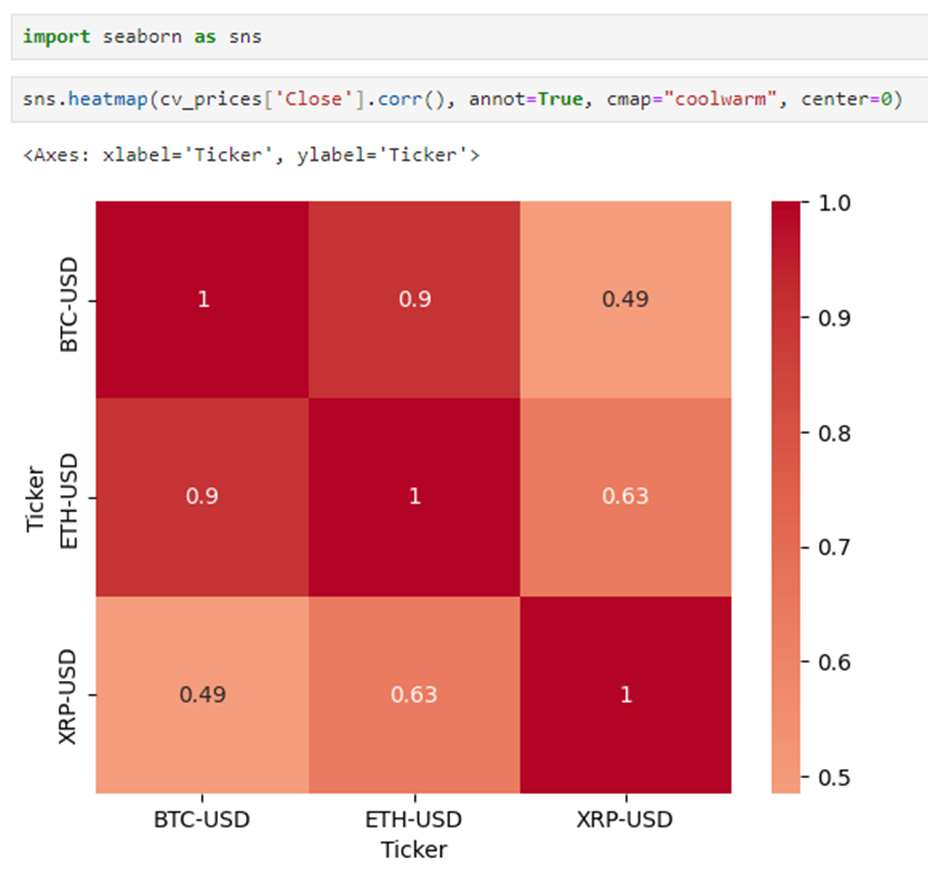 import seaborn as sns
sns.heatmap(cv_prices['Close'].corr(), annot=True, cmap="coolwarm", center=0)
<Axes: xlabel='Ticker', ylabel='Ticker'>
1.0
BTC-USD
1
0.9
0.49
0.9
0.8
Ticker
ETH-USD
0.9
1
0.63
0.7
0.6
XRP-USD
0.49
0.63
1
0.5
BTC-USD
ETH-USD
XRP-USD
Ticker